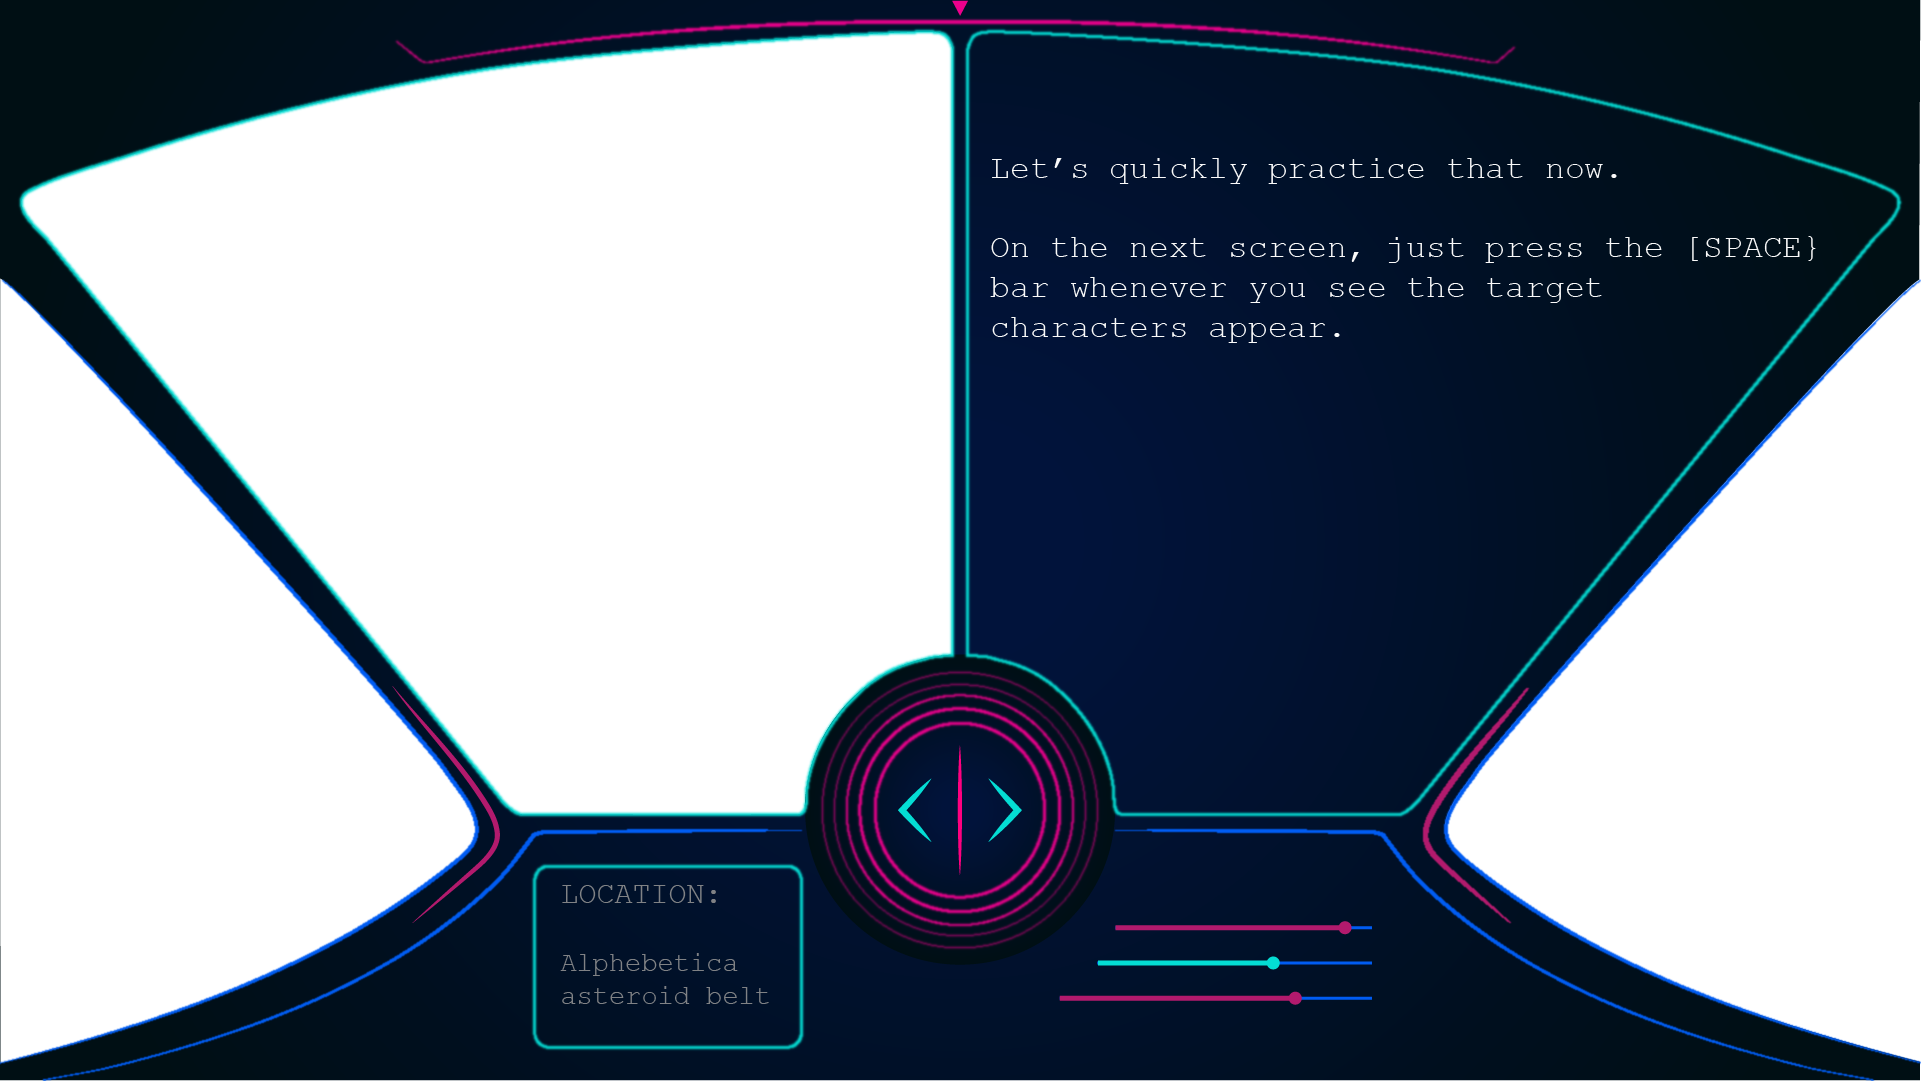 Let’s quickly practice that now.
On the next screen, just press the [SPACE}
bar whenever you see the target
characters appear.
LOCATION:
Alphebetica
asteroid belt